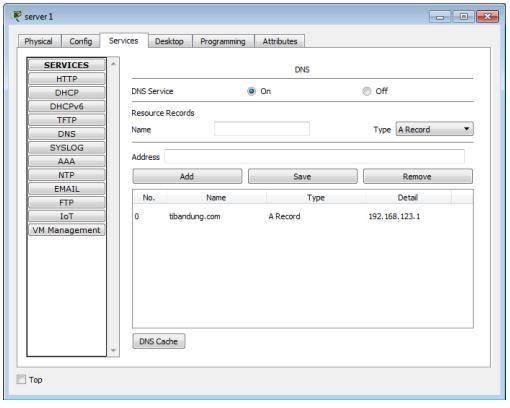 server 1
Physical Config Services Desktop Programming Attributes
SERVICES
HTTP
DHCP
DHCPv6
TFTP
DNS
SYSLOG
AAA
NTP
EMAIL
FTP
IoT
VM Management
DNS
DNS Service On Off
Resource Records
Name Type A Record
Address
Add Save Remove
No. Name Type Detail
0 tibandung.com A Record 192.168.123.1
DNS Cache
Top